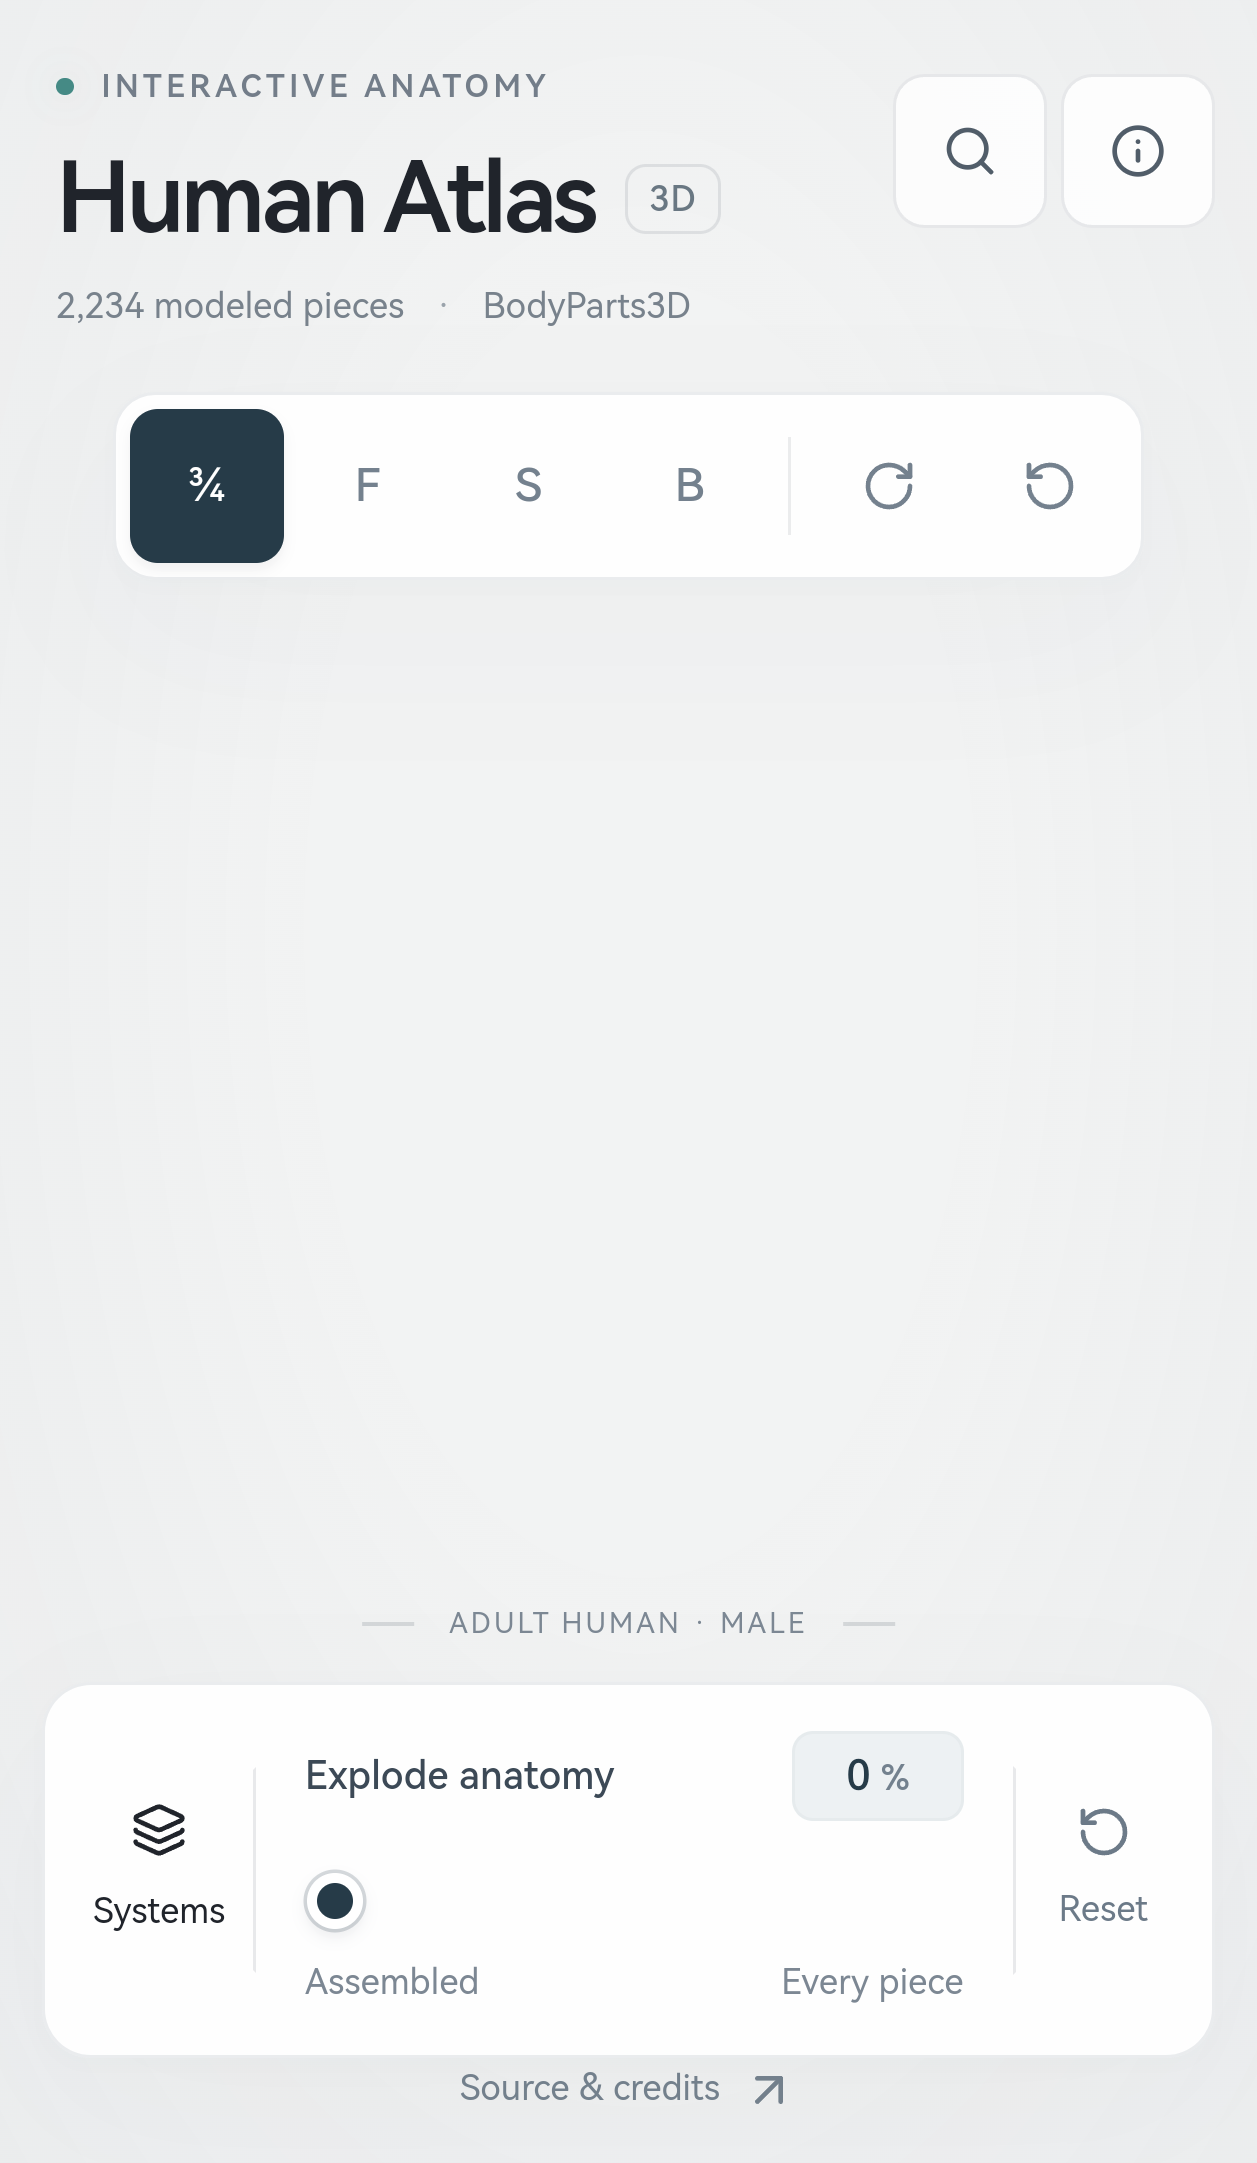 INTERACTIVE ANATOMY
Human Atlas 3D
2,234 modeled pieces · BodyParts3D
¾ F S B
ADULT HUMAN · MALE
Explode anatomy 0 %
Systems
Reset
Assembled Every piece
Source & credits